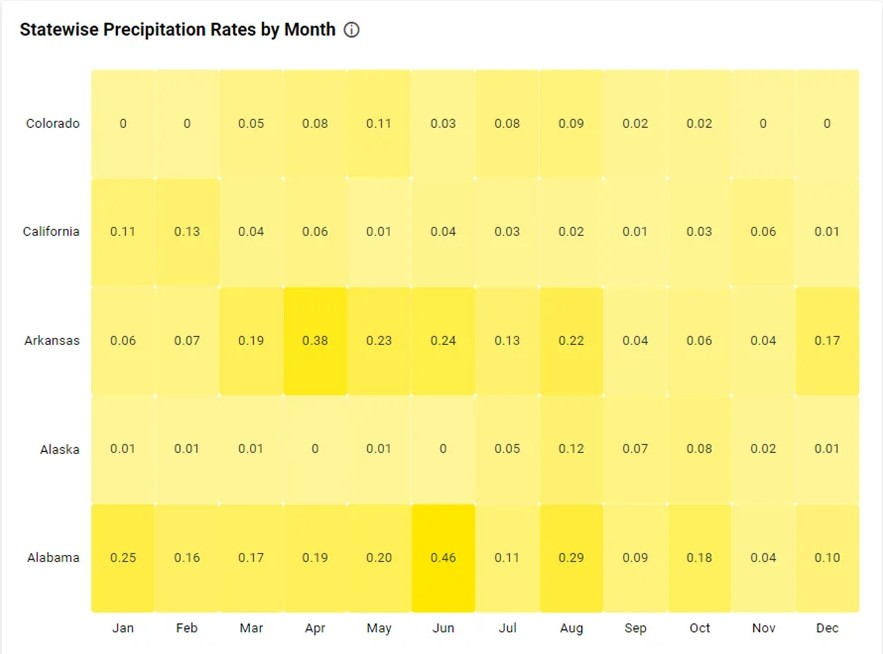 Statewise Precipitation Rates by Month
Colorado 0 0 0.05 0.08 0.11 0.03 0.08 0.09 0.02 0.02 0 0
California 0.11 0.13 0.04 0.06 0.01 0.04 0.03 0.02 0.01 0.03 0.06 0.01
Arkansas 0.06 0.07 0.19 0.38 0.23 0.24 0.13 0.22 0.04 0.06 0.04 0.17
Alaska 0.01 0.01 0.01 0 0.01 0 0.05 0.12 0.07 0.08 0.02 0.01
Alabama 0.25 0.16 0.17 0.19 0.20 0.46 0.11 0.29 0.09 0.18 0.04 0.10
Jan Feb Mar Apr May Jun Jul Aug Sep Oct Nov Dec